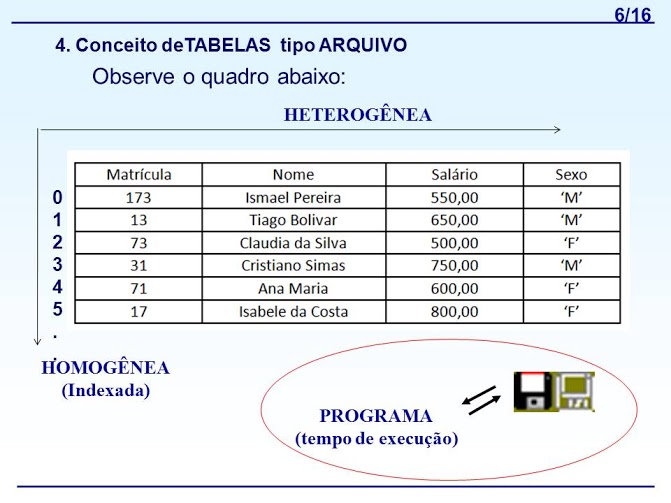 6/16
4. Conceito deTABELAS tipo ARQUIVO
Observe o quadro abaixo:
HETEROGÊNEA
Matrícula Nome Salário Sexo
0 173 Ismael Pereira 550,00 ‘M’
1 13 Tiago Bolivar 650,00 ‘M’
2 73 Claudia da Silva 500,00 ‘F’
3 31 Cristiano Simas 750,00 ‘M’
4 71 Ana Maria 600,00 ‘F’
5 17 Isabele da Costa 800,00 ‘F’
.
.
HOMOGÊNEA
(Indexada)
PROGRAMA
(tempo de execução)